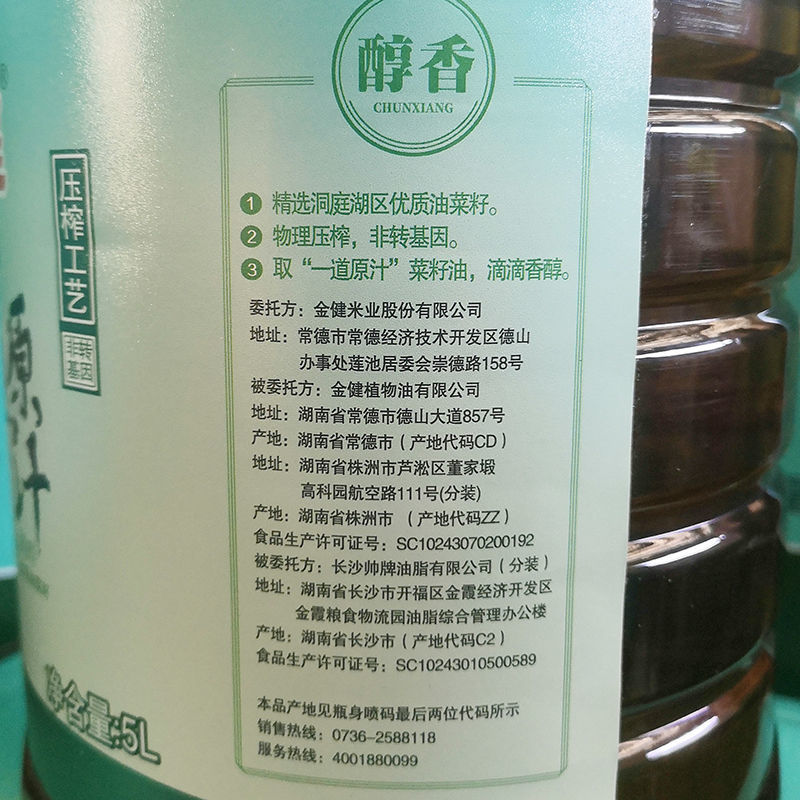 醇香
CHUNXIANG
压榨工艺
非转
基因
原汁
净含量:5L
1 精选洞庭湖区优质油菜籽。
2 物理压榨，非转基因。
3 取“一道原汁”菜籽油，滴滴香醇。
委托方：金健米业股份有限公司
地址：常德市常德经济技术开发区德山
办事处莲池居委会崇德路158号
被委托方：金健植物油有限公司
地址：湖南省常德市德山大道857号
产地：湖南省常德市（产地代码CD）
地址：湖南省株洲市芦淞区董家塅
高科园航空路111号(分装)
产地：湖南省株洲市（产地代码ZZ）
食品生产许可证号：SC10243070200192
被委托方：长沙帅牌油脂有限公司（分装）
地址：湖南省长沙市开福区金霞经济开发区
金霞粮食物流园油脂综合管理办公楼
产地：湖南省长沙市（产地代码C2）
食品生产许可证号：SC10243010500589
本品产地见瓶身喷码最后两位代码所示
销售热线：0736-2588118
服务热线：4001880099